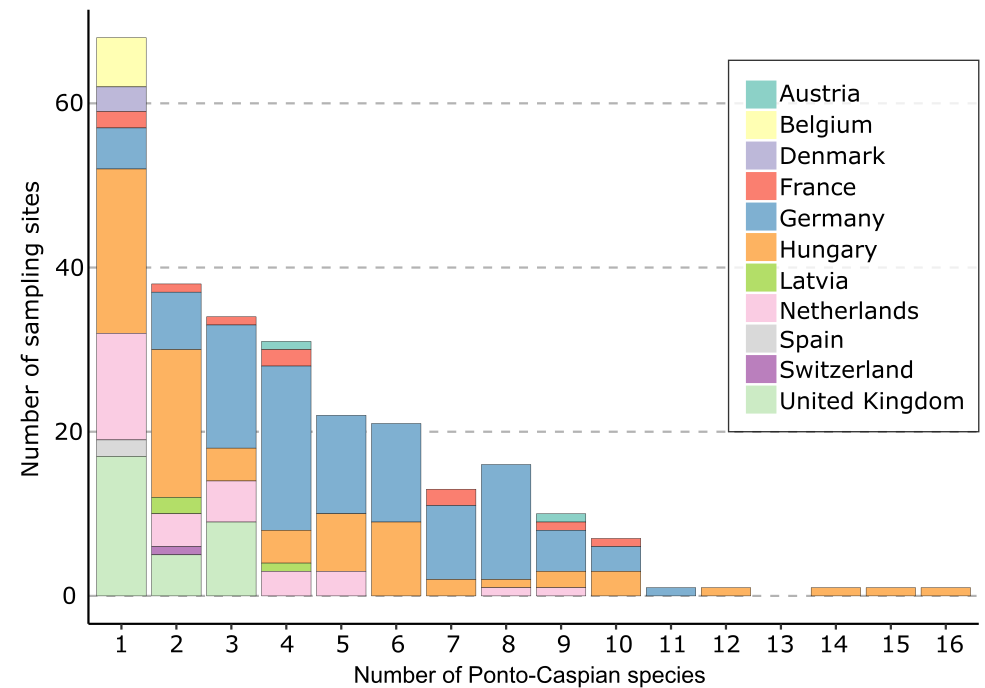 Number of sampling sites
60
40
20
0
Austria
Belgium
Denmark
France
Germany
Hungary
Latvia
Netherlands
Spain
Switzerland
United Kingdom
1 2 3 4 5 6 7 8 9 10 11 12 13 14 15 16
Number of Ponto-Caspian species